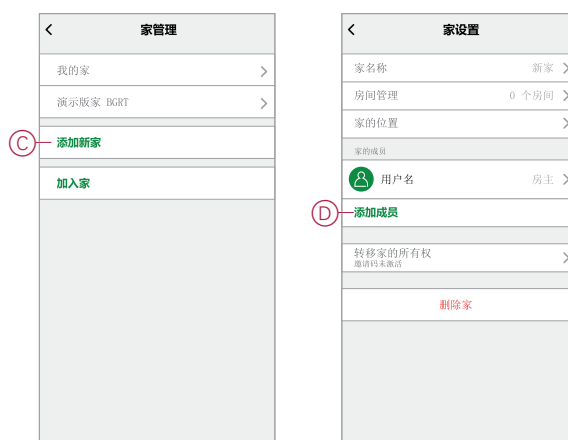 家管理
我的家
演示版家 BGRT
C
添加新家
加入家
家设置
家名称 新家
房间管理 0 个房间
家的位置
家的成员
用户名 房主
D
添加成员
转移家的所有权
邀请码未激活
删除家